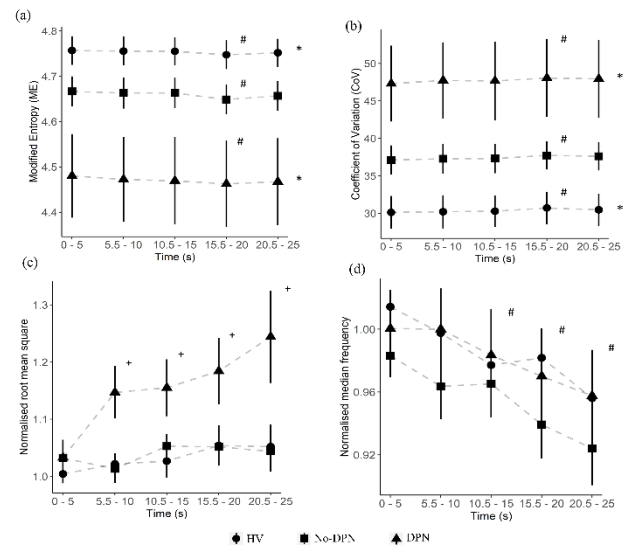 (a)
Modified Entropy (ME)
4.8
4.7
4.6
4.5
4.4
#
*
#
#
*
0 - 5 5.5 - 10 10.5 - 15 15.5 - 20 20.5 - 25
Time (s)
(b)
Coefficient of Variation (CoV)
50
45
40
35
30
#
*
#
#
*
0 - 5 5.5 - 10 10.5 - 15 15.5 - 20 20.5 - 25
Time (s)
(c)
Normalised root mean square
1.3
1.2
1.1
1.0
+
+
+
+
0 - 5 5.5 - 10 10.5 - 15 15.5 - 20 20.5 - 25
Time (s)
(d)
Normalised median frequency
1.00
0.96
0.92
#
#
#
0 - 5 5.5 - 10 10.5 - 15 15.5 - 20 20.5 - 25
Time (s)
HV No-DPN DPN